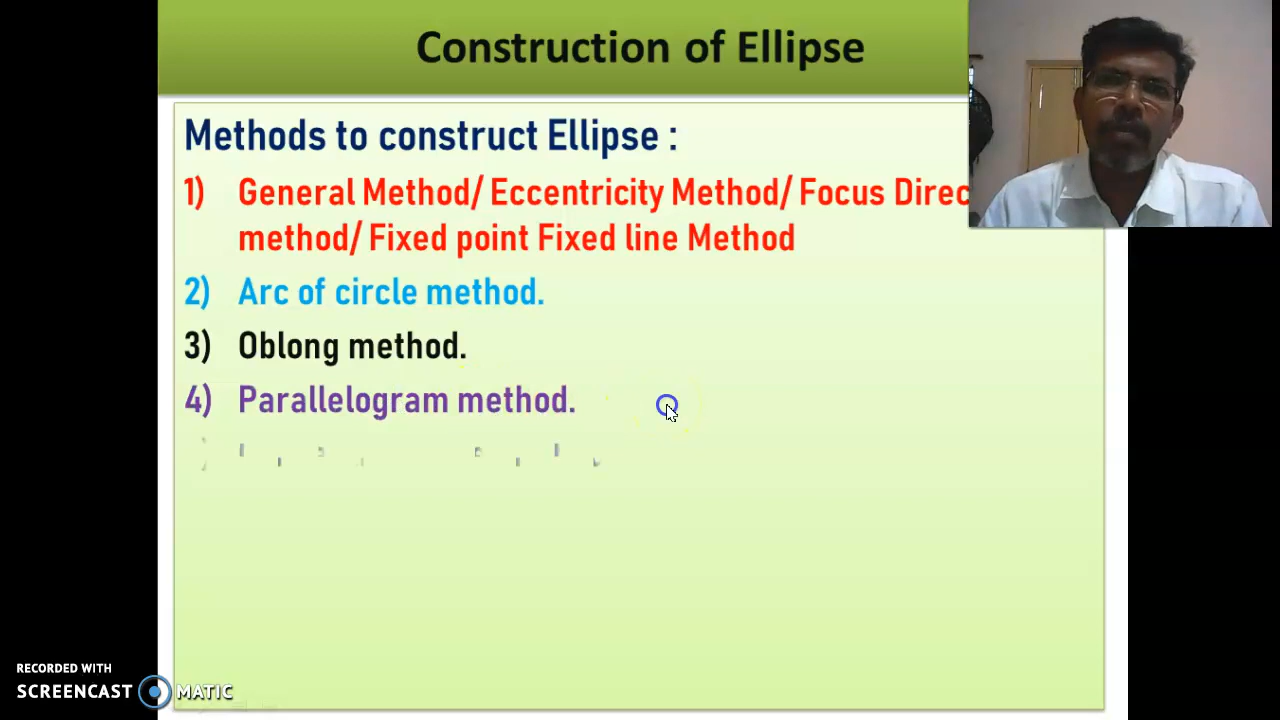 Construction of Ellipse
Methods to construct Ellipse :
1) General Method/ Eccentricity Method/ Focus Direc
method/ Fixed point Fixed line Method
2) Arc of circle method.
3) Oblong method.
4) Parallelogram method.
RECORDED WITH
SCREENCAST MATIC